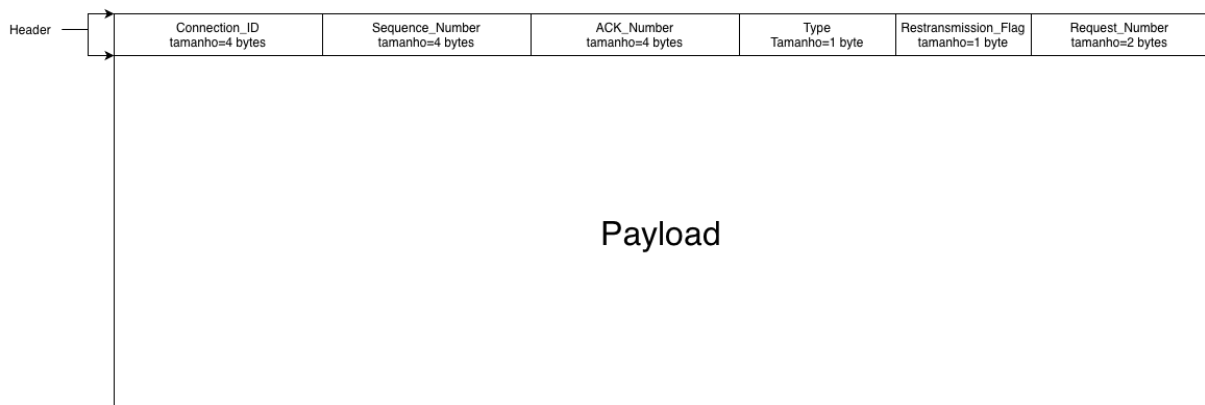 Header
Connection_ID
tamanho=4 bytes
Sequence_Number
tamanho=4 bytes
ACK_Number
tamanho=4 bytes
Type
Tamanho=1 byte
Restransmission_Flag
tamanho=1 byte
Request_Number
tamanho=2 bytes
Payload